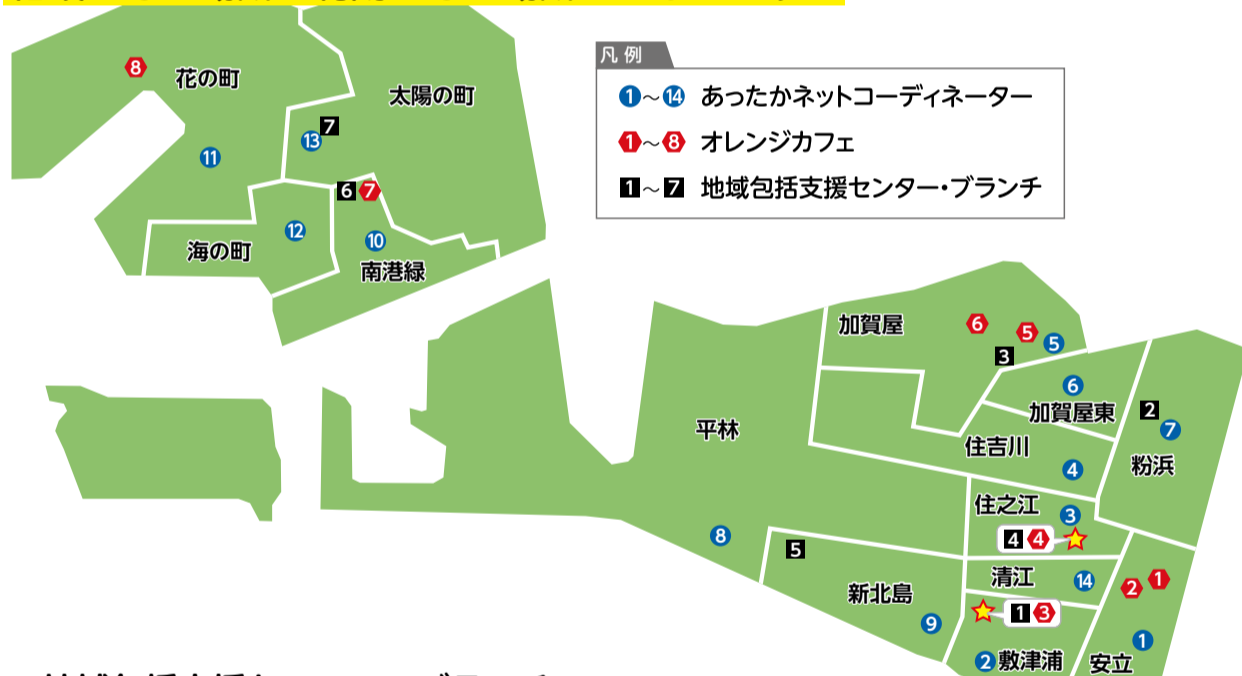 凡例
1～14 あったかネットコーディネーター
1～8 オレンジカフェ
1～7 地域包括支援センター・ブランチ
8
花の町
太陽の町
13 7
11
6 7
12
10
海の町
南港緑
加賀屋
6
5
5
3
6
加賀屋東
2
7
平林
住吉川
粉浜
4
住之江
3
8
4 4
5
清江
14
2
1
新北島
9
1 3
1
2 敷津浦
安立